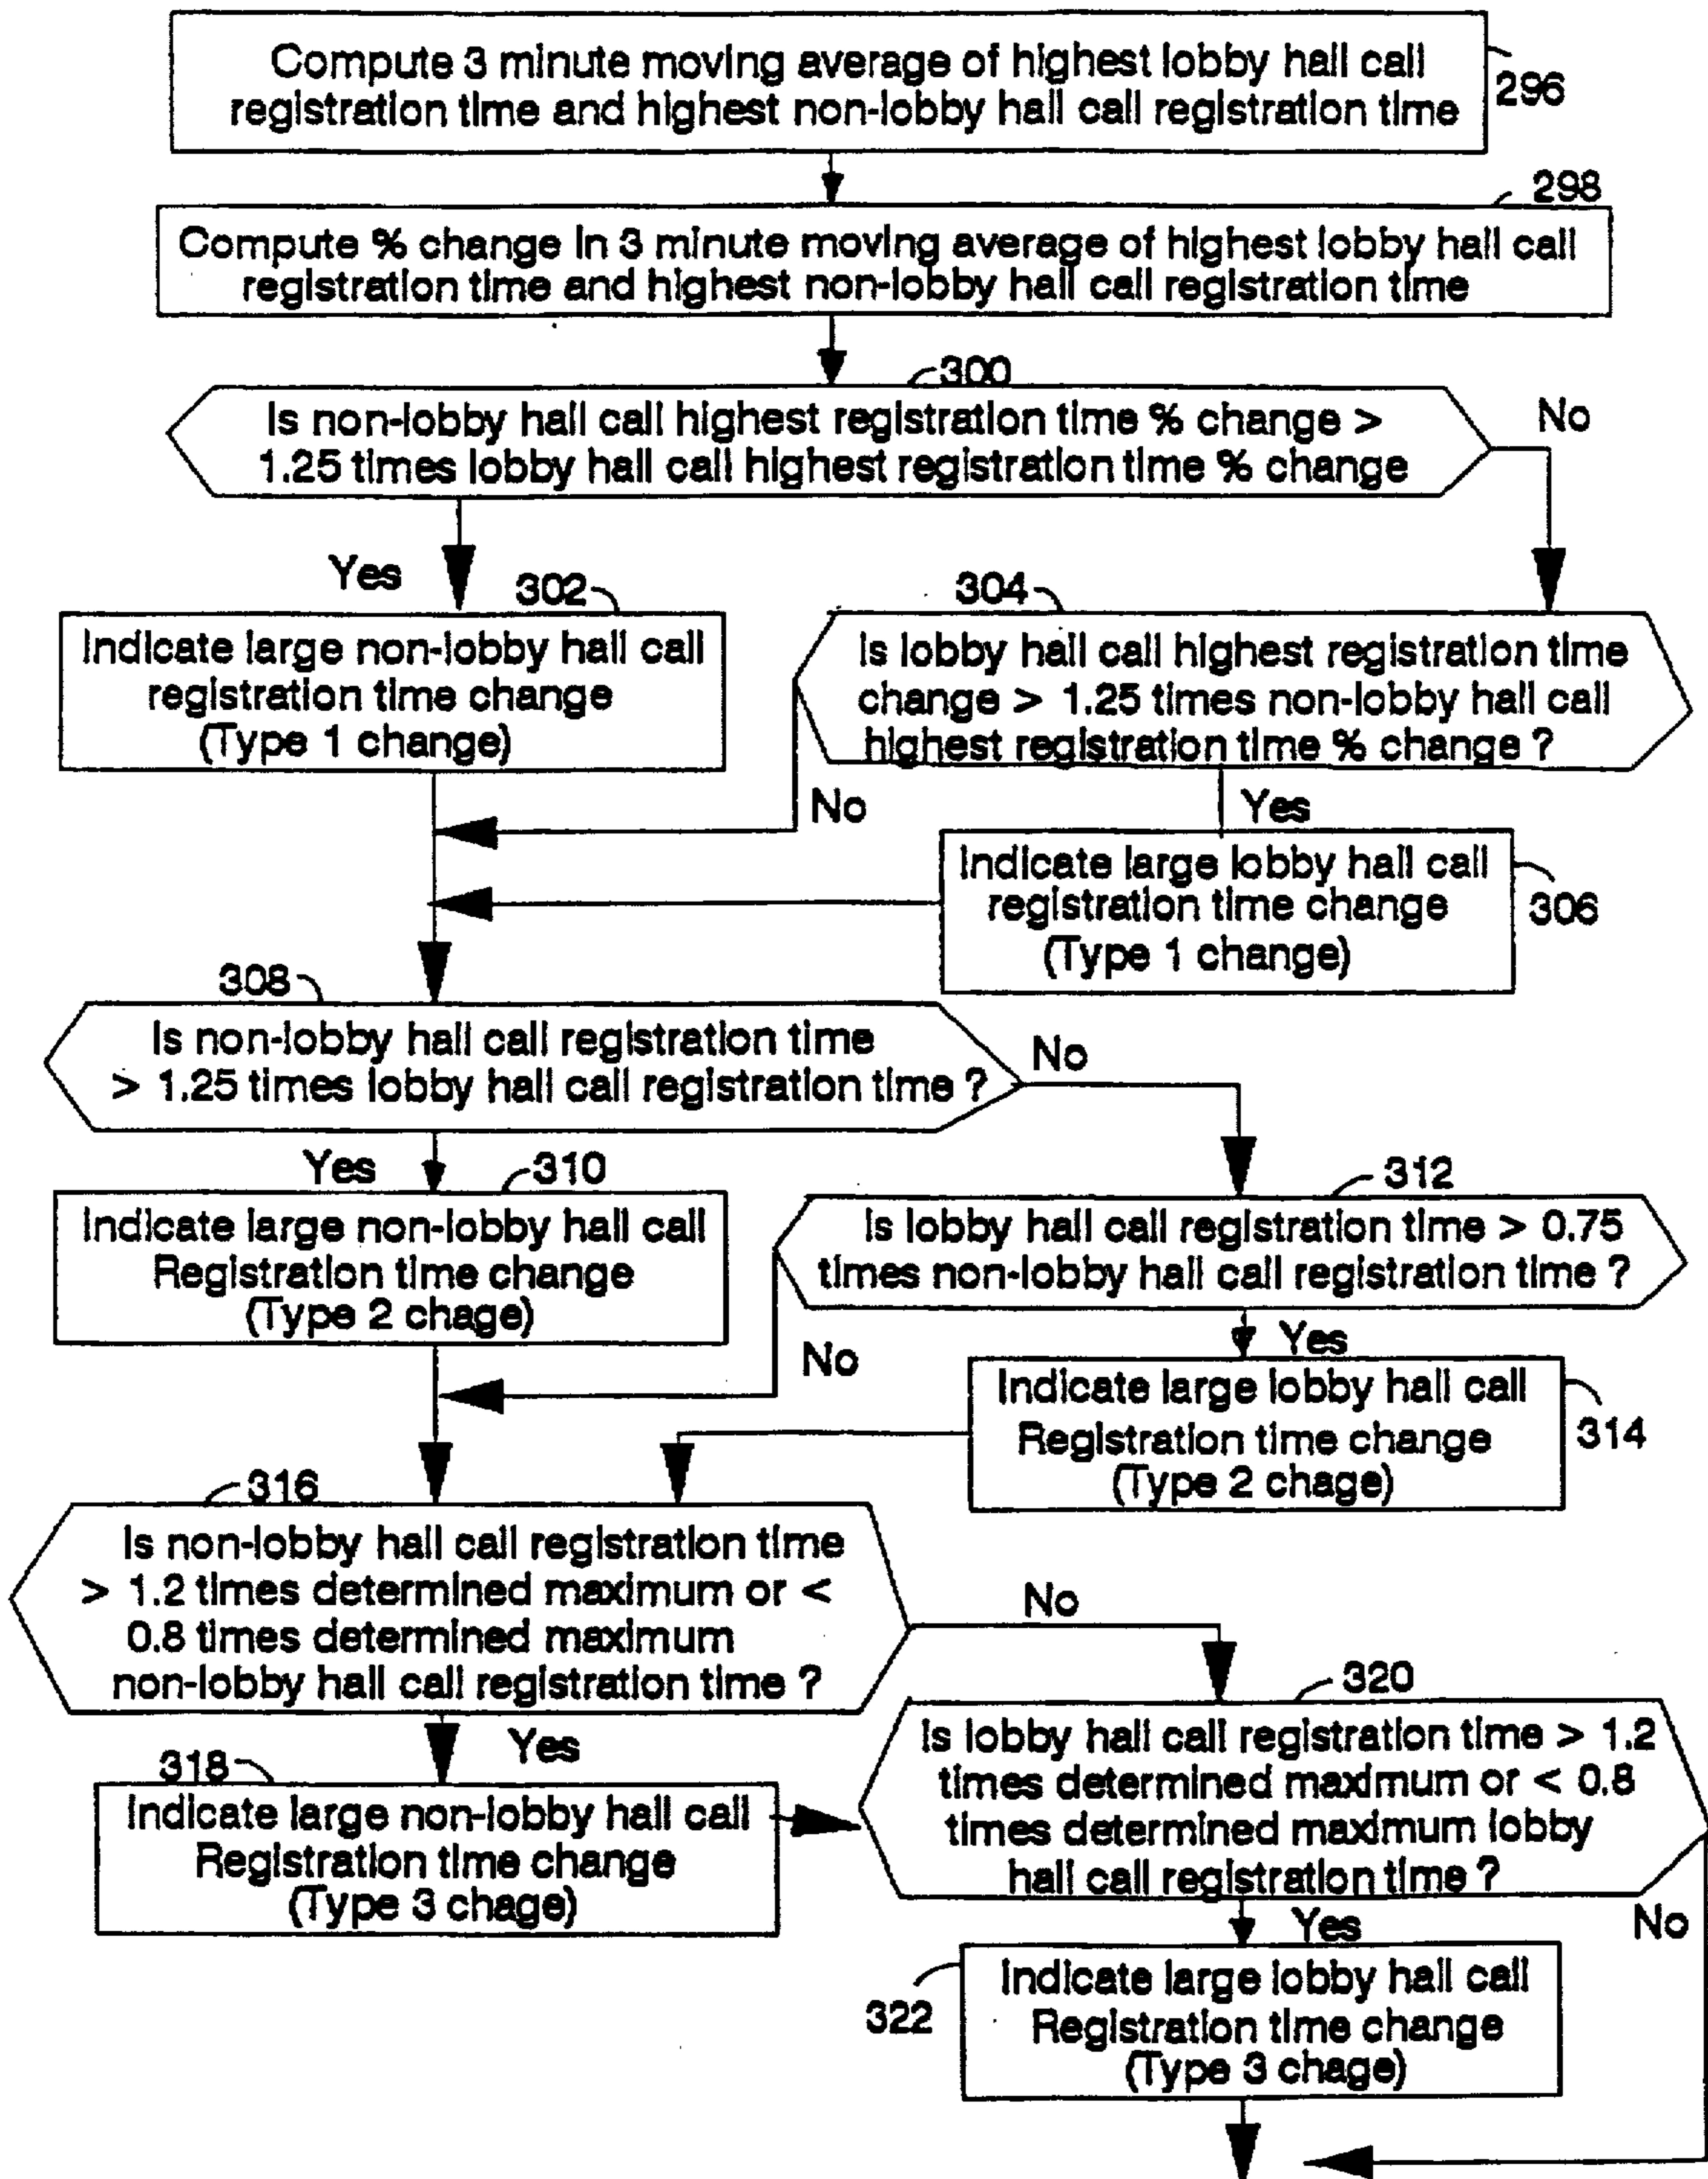 Compute 3 minute moving average of highest lobby hall call
registration time and highest non-lobby hall call registration time
296
298
Compute % change in 3 minute moving average of highest lobby hall call
registration time and highest non-lobby hall call registration time
300
Is non-lobby hall call highest registration time % change >
1.25 times lobby hall call highest registration time % change
No
Yes
302
Indicate large non-lobby hall call
registration time change
(Type 1 change)
304
Is lobby hall call highest registration time
change > 1.25 times non-lobby hall call
highest registration time % change ?
No
Yes
Indicate large lobby hall call
registration time change
(Type 1 change)
306
308
Is non-lobby hall call registration time
> 1.25 times lobby hall call registration time ?
No
Yes
310
Indicate large non-lobby hall call
Registration time change
(Type 2 chage)
312
Is lobby hall call registration time > 0.75
times non-lobby hall call registration time ?
No
Yes
Indicate large lobby hall call
Registration time change
(Type 2 chage)
314
316
Is non-lobby hall call registration time
> 1.2 times determined maximum or <
0.8 times determined maximum
non-lobby hall call registration time ?
No
Yes
318
Indicate large non-lobby hall call
Registration time change
(Type 3 chage)
320
Is lobby hall call registration time > 1.2
times determined maximum or < 0.8
times determined maximum lobby
hall call registration time ?
Yes
No
322
Indicate large lobby hall call
Registration time change
(Type 3 chage)